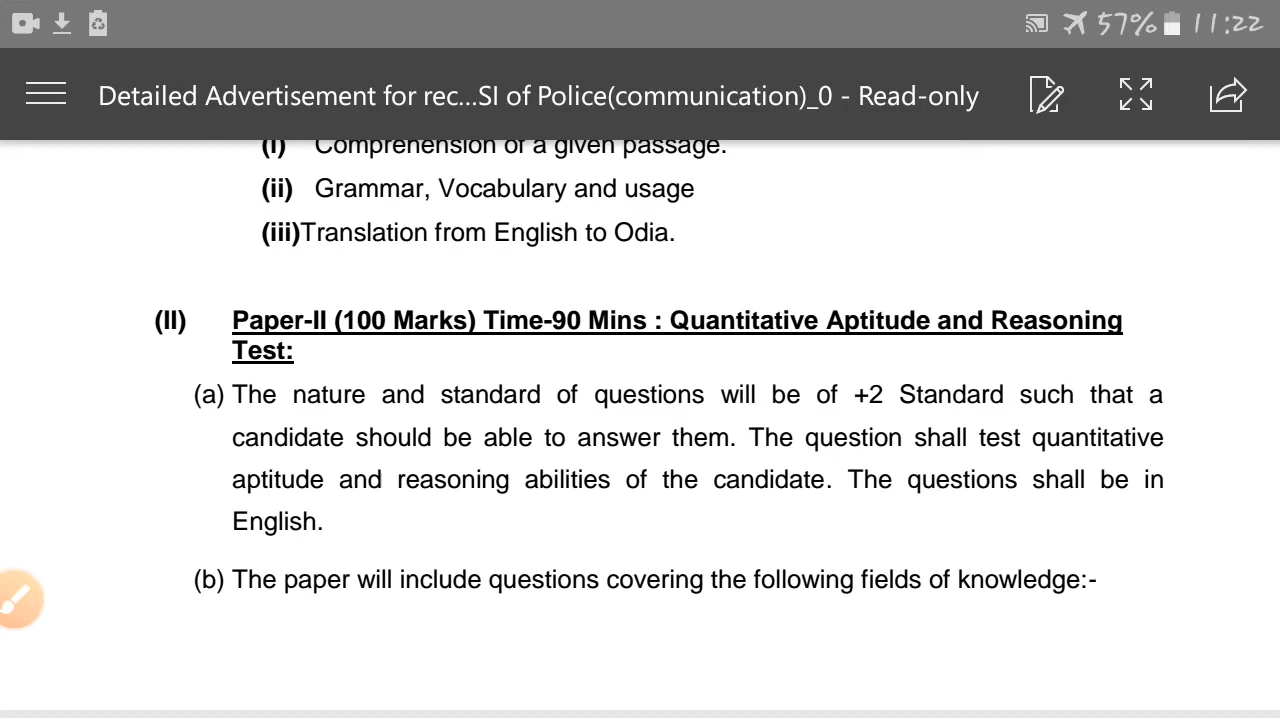 57% 11:22
Detailed Advertisement for rec...SI of Police(communication)_0 - Read-only
(i) Comprehension of a given passage.
(ii) Grammar, Vocabulary and usage
(iii)Translation from English to Odia.
(II) Paper-II (100 Marks) Time-90 Mins : Quantitative Aptitude and Reasoning
Test:
(a) The nature and standard of questions will be of +2 Standard such that a
candidate should be able to answer them. The question shall test quantitative
aptitude and reasoning abilities of the candidate. The questions shall be in
English.
(b) The paper will include questions covering the following fields of knowledge:-